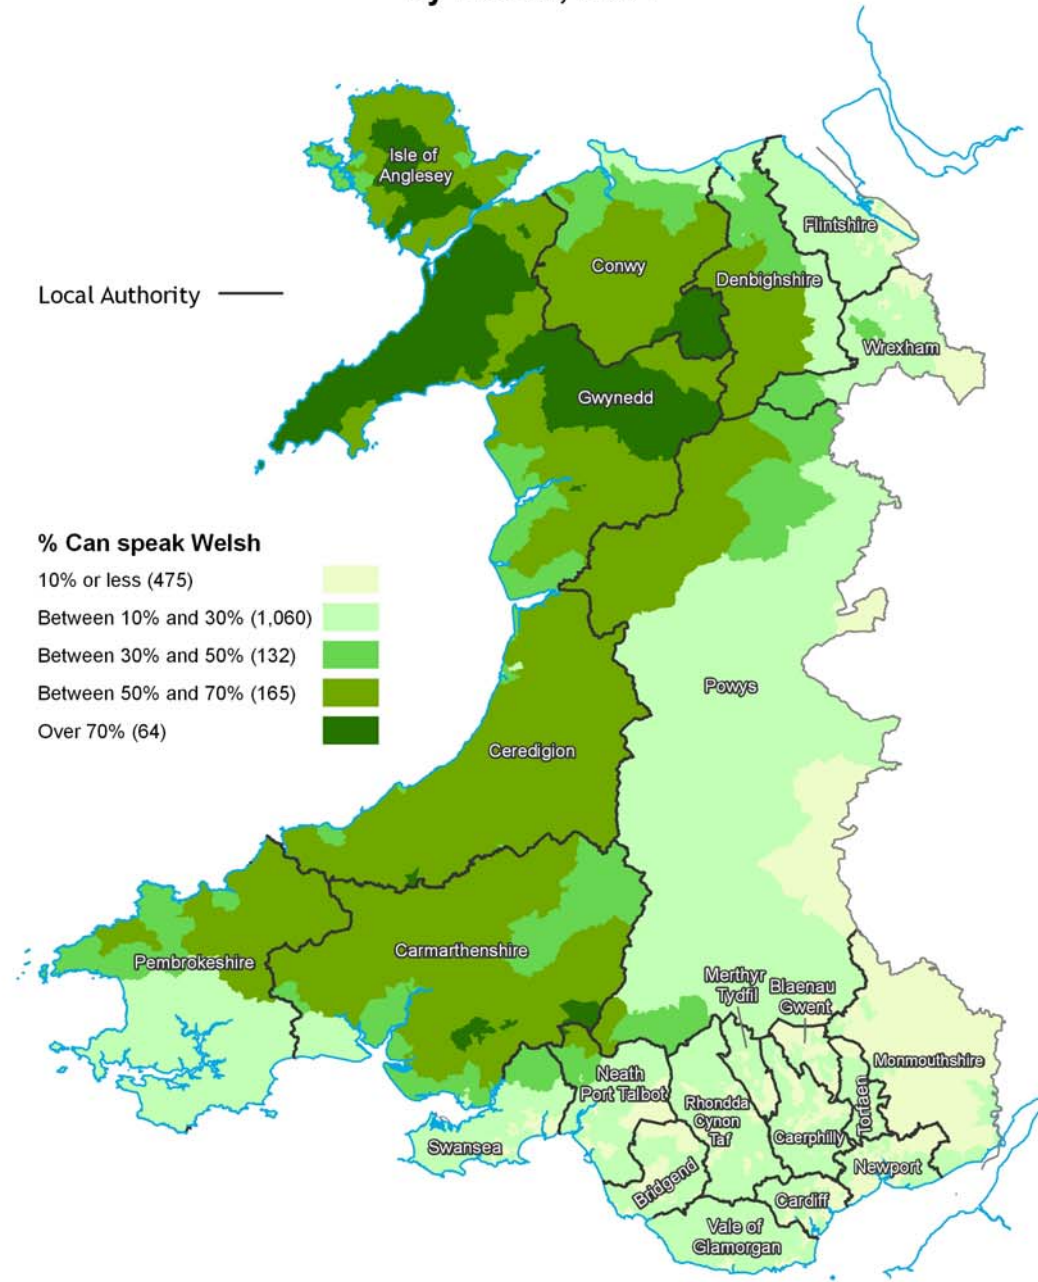 Isle of
Anglesey
Flintshire
Conwy
Denbighshire
Local Authority
Wrexham
Gwynedd
% Can speak Welsh
10% or less (475)
Between 10% and 30% (1,060)
Between 30% and 50% (132)
Between 50% and 70% (165)
Over 70% (64)
Powys
Ceredigion
Carmarthenshire
Pembrokeshire
Merthyr
Tydfil
Blaenau
Gwent
Monmouthshire
Neath
Port Talbot
Rhondda
Cynon
Taf
Torfaen
Caerphilly
Swansea
Newport
Bridgend
Cardiff
Vale of
Glamorgan